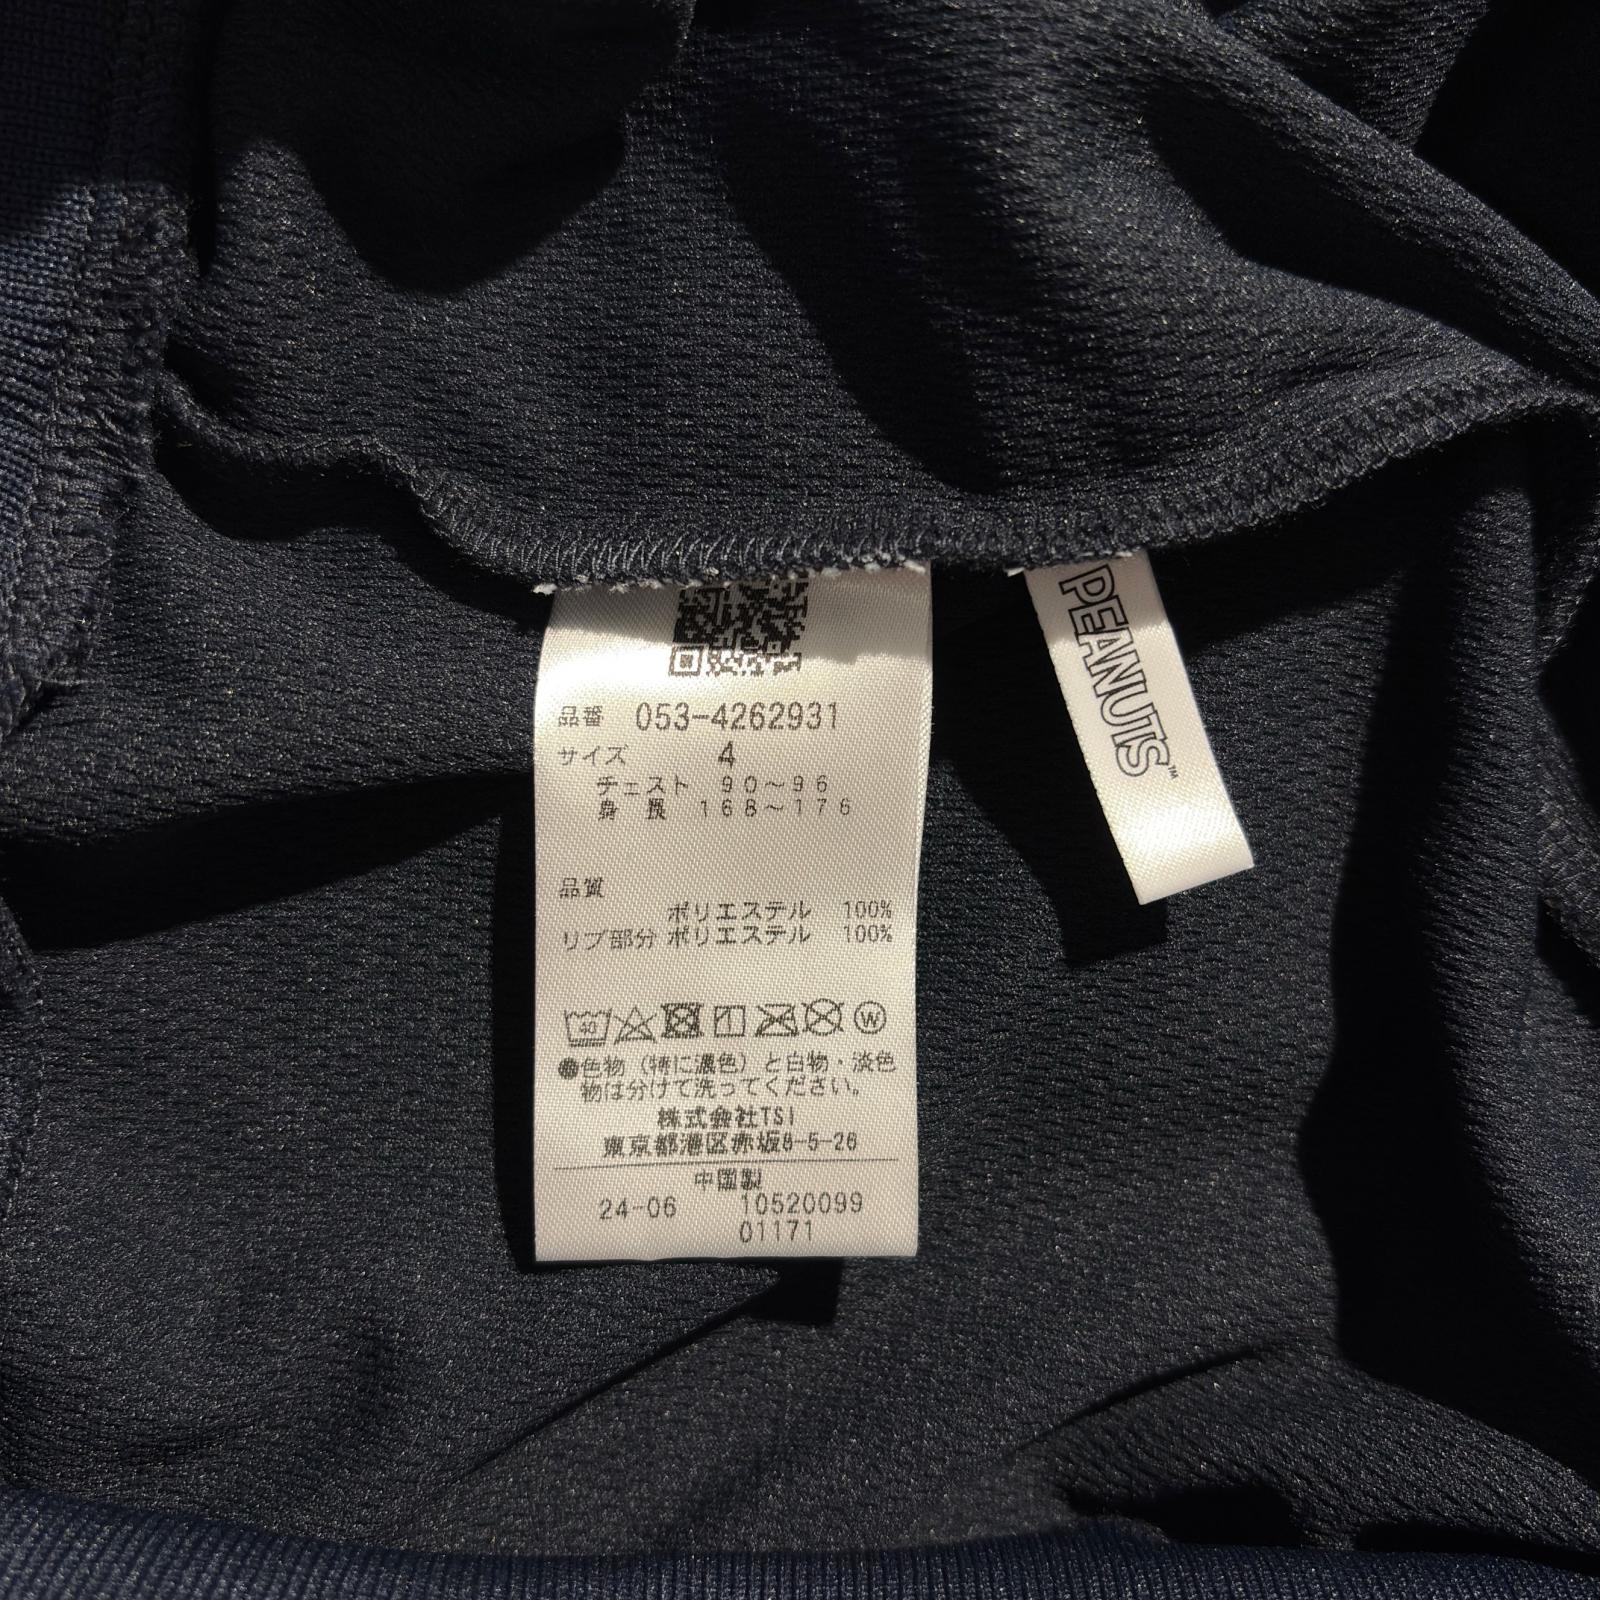 品番 053-4262931
サイズ 4
チェスト 90～96
身長 168～176
品質
ポリエステル 100%
リブ部分 ポリエステル 100%
40 W
●色物（特に濃色）と白物・淡色
物は分けて洗ってください。
株式会社TSI
東京都港区赤坂8-5-26
中国製
24-06 10520099
01171
PEANUTS™